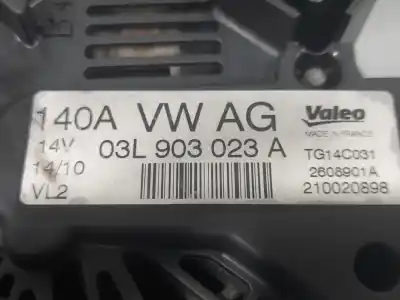 140A VW AG
14V 03L 903 023 A
14/10
VL2
Valeo
MADE IN FRANCE
TG14C031
2608901A
210020898